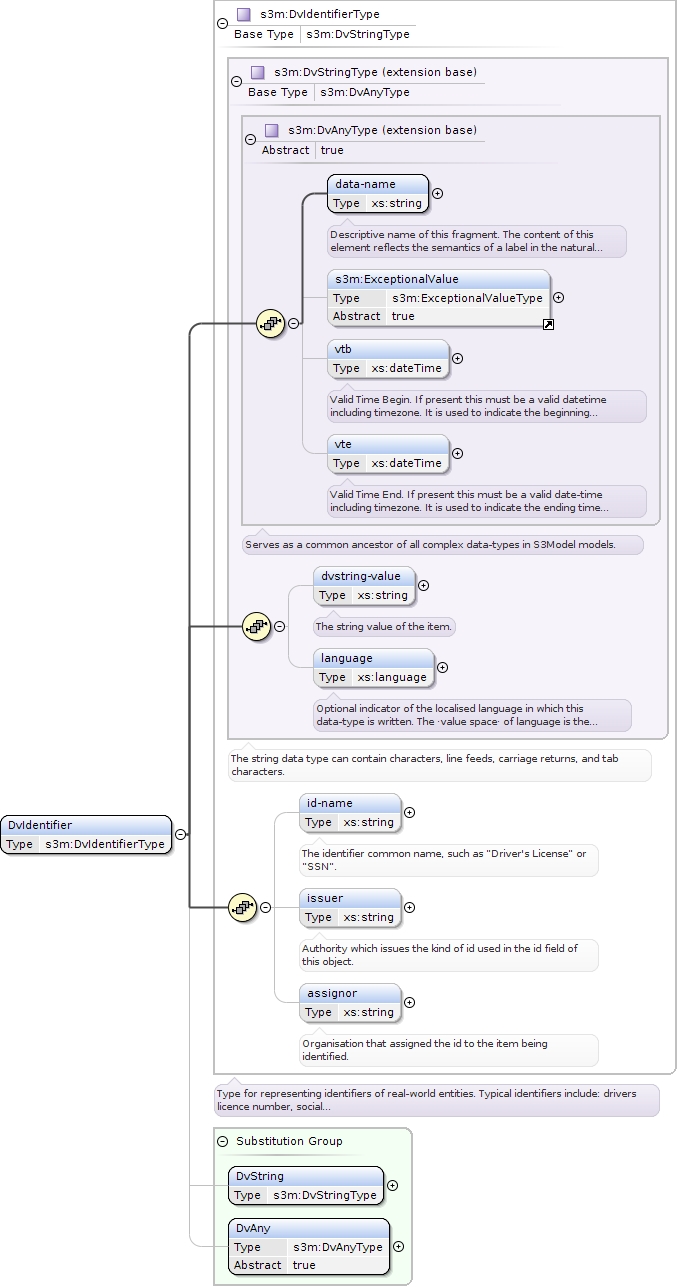 s3m:DvIdentifierType
Base Type s3m:DvStringType
s3m:DvStringType (extension base)
Base Type s3m:DvAnyType
s3m:DvAnyType (extension base)
Abstract true
data-name
Type xs:string
Descriptive name of this fragment. The content of this
element reflects the semantics of a label in the natural...
s3m:ExceptionalValue
Type s3m:ExceptionalValueType
Abstract true
vtb
Type xs:dateTime
Valid Time Begin. If present this must be a valid datetime
including timezone. It is used to indicate the beginning...
vte
Type xs:dateTime
Valid Time End. If present this must be a valid date-time
including timezone. It is used to indicate the ending time...
Serves as a common ancestor of all complex data-types in S3Model models.
dvstring-value
Type xs:string
The string value of the item.
language
Type xs:language
Optional indicator of the localised language in which this
data-type is written. The ·value space· of language is the...
The string data type can contain characters, line feeds, carriage returns, and tab
characters.
DvIdentifier
Type s3m:DvIdentifierType
id-name
Type xs:string
The identifier common name, such as "Driver's License" or
"SSN".
issuer
Type xs:string
Authority which issues the kind of id used in the id field of
this object.
assignor
Type xs:string
Organisation that assigned the id to the item being
identified.
Type for representing identifiers of real-world entities. Typical identifiers include: drivers
licence number, social...
Substitution Group
DvString
Type s3m:DvStringType
DvAny
Type s3m:DvAnyType
Abstract true